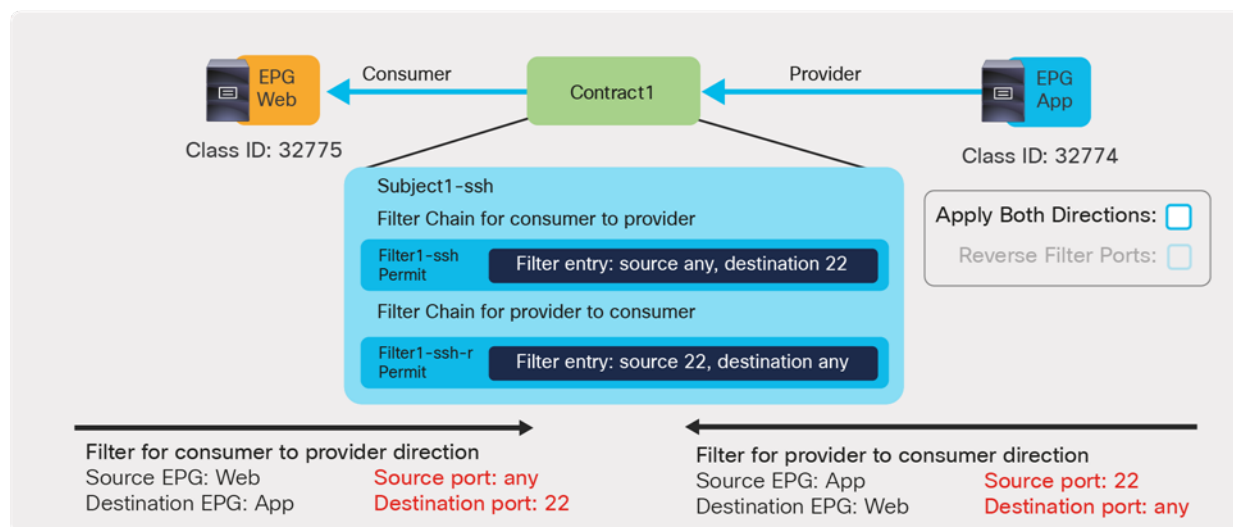 EPG
Web
Class ID: 32775
Consumer
Contract1
Provider
EPG
App
Class ID: 32774
Subject1-ssh
Filter Chain for consumer to provider
Filter1-ssh
Permit
Filter entry: source any, destination 22
Filter Chain for provider to consumer
Filter1-ssh-r
Permit
Filter entry: source 22, destination any
Apply Both Directions:
Reverse Filter Ports:
Filter for consumer to provider direction
Source EPG: Web Source port: any
Destination EPG: App Destination port: 22
Filter for provider to consumer direction
Source EPG: App Source port: 22
Destination EPG: Web Destination port: any